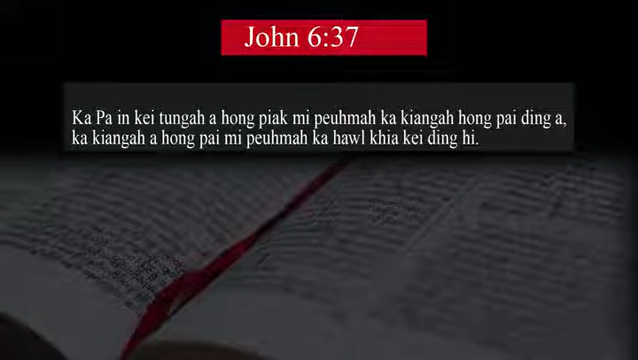 John 6:37
Ka Pa in kei tungah a hong piak mi peuhmah ka kiangah hong pai ding a,
ka kiangah a hong pai mi peuhmah ka hawl khia kei ding hi.